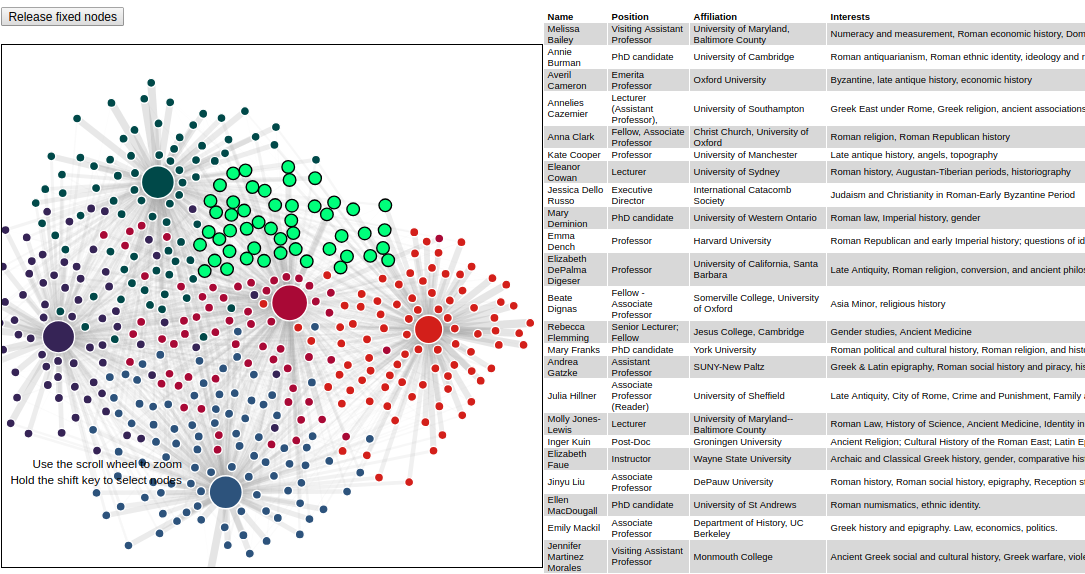 Release fixed nodes
Use the scroll wheel to zoom
Hold the shift key to select nodes
Name Position Affiliation Interests
Melissa Bailey Visiting Assistant Professor University of Maryland, Baltimore County Numeracy and measurement, Roman economic history, Dom
Annie Burman PhD candidate University of Cambridge Roman antiquarianism, Roman ethnic identity, ideology and r
Averil Cameron Emerita Professor Oxford University Byzantine, late antique history, economic history
Annelies Cazemier Lecturer (Assistant Professor), University of Southampton Greek East under Rome, Greek religion, ancient associations
Anna Clark Fellow, Associate Professor Christ Church, University of Oxford Roman religion, Roman Republican history
Kate Cooper Professor University of Manchester Late antique history, angels, topography
Eleanor Cowan Lecturer University of Sydney Roman history, Augustan-Tiberian periods, historiography
Jessica Dello Russo Executive Director International Catacomb Society Judaism and Christianity in Roman-Early Byzantine Period
Mary Deminion PhD candidate University of Western Ontario Roman law, Imperial history, gender
Emma Dench Professor Harvard University Roman Republican and early Imperial history; questions of id
Elizabeth DePalma Digeser Professor University of California, Santa Barbara Late Antiquity, Roman religion, conversion, and ancient philos
Beate Dignas Fellow - Associate Professor Somerville College, University of Oxford Asia Minor, religious history
Rebecca Flemming Senior Lecturer; Fellow Jesus College, Cambridge Gender studies, Ancient Medicine
Mary Franks PhD candidate York University Roman political and cultural history, Roman religion, and histo
Andrea Gatzke Assistant Professor SUNY-New Paltz Greek & Latin epigraphy, Roman social history and piracy, his
Julia Hillner Associate Professor (Reader) University of Sheffield Late Antiquity, City of Rome, Crime and Punishment, Family a
Molly Jones-Lewis Lecturer University of Maryland--Baltimore County Roman Law, History of Science, Ancient Medicine, Identity in
Inger Kuin Post-Doc Groningen University Ancient Religion; Cultural History of the Roman East; Latin Ep
Elizabeth Faue Instructor Wayne State University Archaic and Classical Greek history, gender, comparative hist
Jinyu Liu Associate Professor DePauw University Roman history, Roman social history, epigraphy, Reception st
Ellen MacDougall PhD candidate University of St Andrews Roman numismatics, ethnic identity.
Emily Mackil Associate Professor Department of History, UC Berkeley Greek history and epigraphy. Law, economics, politics.
Jennifer Martinez Morales Visiting Assistant Professor Monmouth College Ancient Greek social and cultural history, Greek warfare, viole